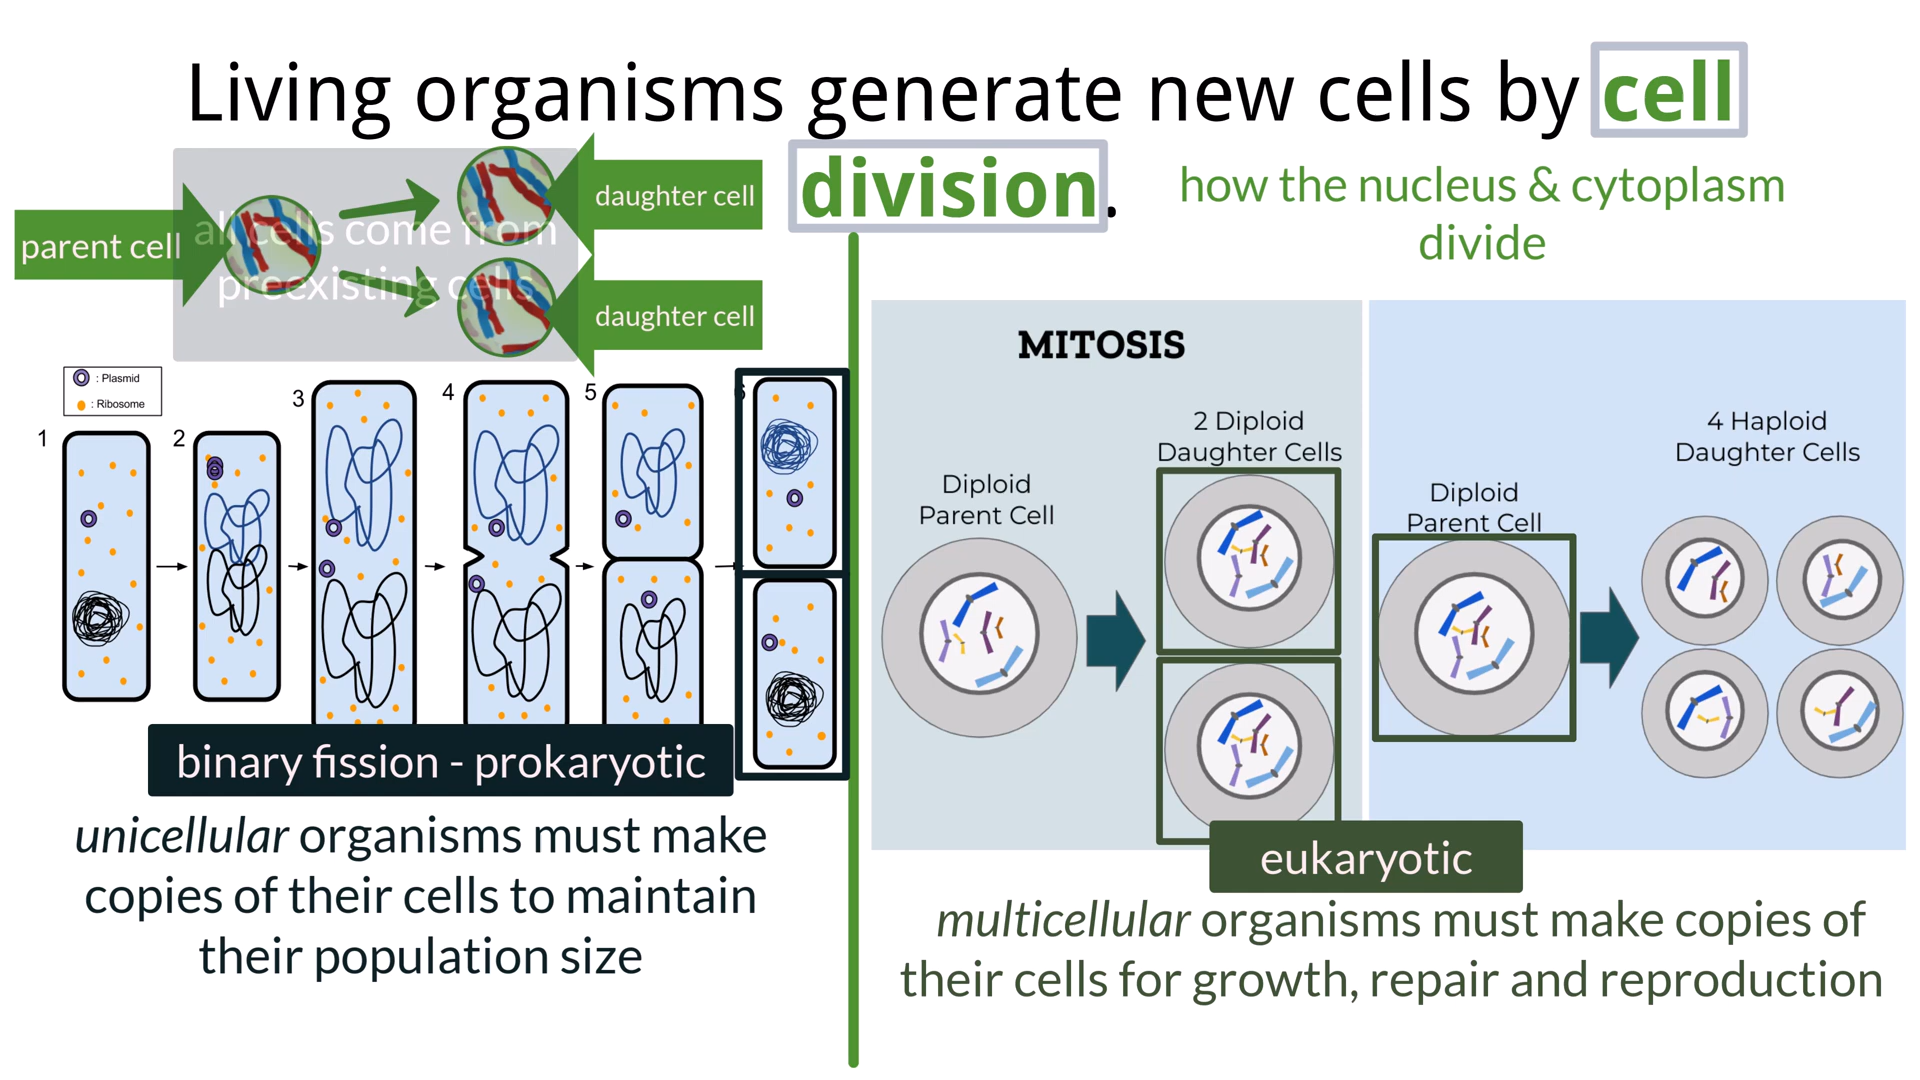 Living organisms generate new cells by cell
division.
how the nucleus & cytoplasm
divide
parent cell
all cells come from
preexisting cells
daughter cell
daughter cell
: Plasmid
: Ribosome
1
2
3
4
5
6
binary fission - prokaryotic
unicellular organisms must make
copies of their cells to maintain
their population size
MITOSIS
Diploid
Parent Cell
2 Diploid
Daughter Cells
Diploid
Parent Cell
4 Haploid
Daughter Cells
eukaryotic
multicellular organisms must make copies of
their cells for growth, repair and reproduction